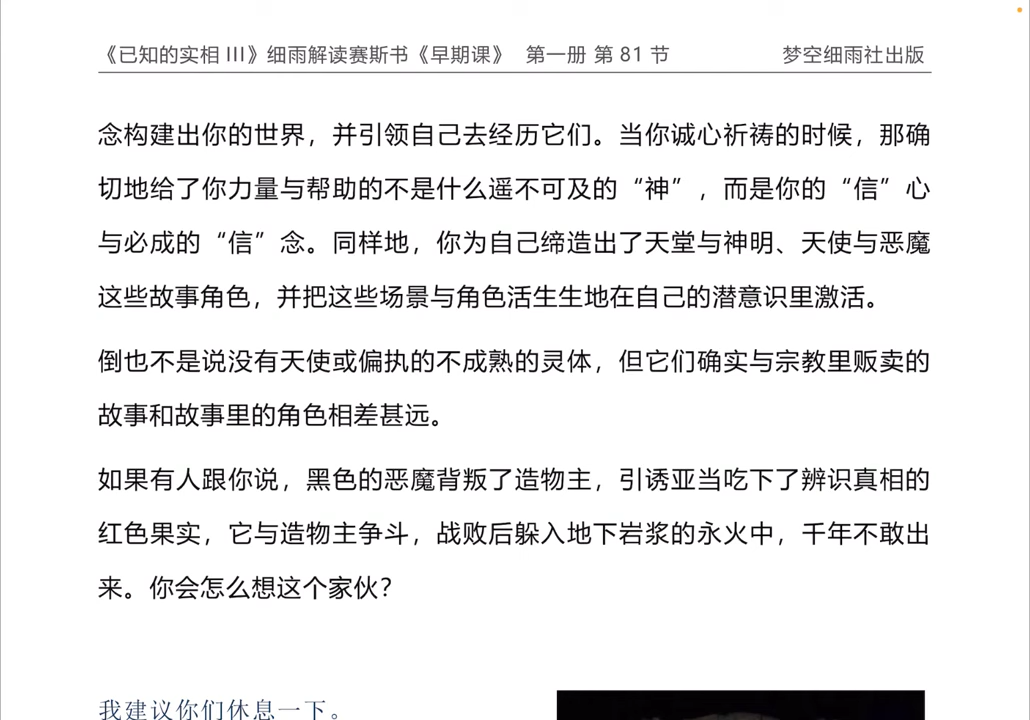 《已知的实相 III》细雨解读赛斯书《早期课》 第一册 第 81 节 梦空细雨社出版
念构建出你的世界，并引领自己去经历它们。当你诚心祈祷的时候，那确
切地给了你力量与帮助的不是什么遥不可及的“神”，而是你的“信”心
与必成的“信”念。同样地，你为自己缔造出了天堂与神明、天使与恶魔
这些故事角色，并把这些场景与角色活生生地在自己的潜意识里激活。
倒也不是说没有天使或偏执的不成熟的灵体，但它们确实与宗教里贩卖的
故事和故事里的角色相差甚远。
如果有人跟你说，黑色的恶魔背叛了造物主，引诱亚当吃下了辨识真相的
红色果实，它与造物主争斗，战败后躲入地下岩浆的永火中，千年不敢出
来。你会怎么想这个家伙？
我建议你们休息一下。